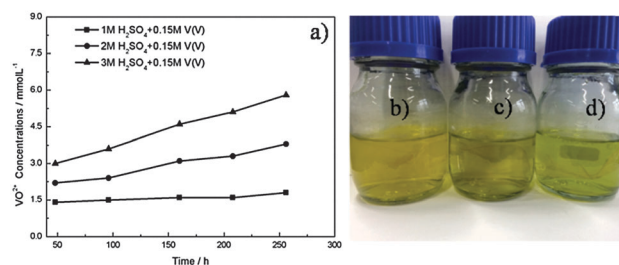 9.0
7.5
6.0
4.5
3.0
1.5
0.0
50 100 150 200 250 300
VO²⁺ Concentrations / mmolL⁻¹
Time / h
1M H₂SO₄+0.15M V(V)
2M H₂SO₄+0.15M V(V)
3M H₂SO₄+0.15M V(V)
a)
b)
c)
d)